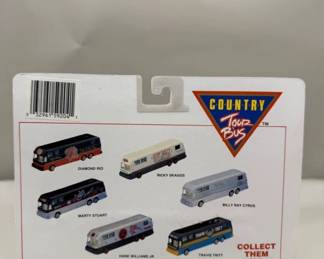 COUNTRY
Tour
Bus
TM
DIAMOND RIO
RICKY SKAGGS
BILLY RAY CYRUS
MARTY STUART
HANK WILLIAMS JR.
TRAVIS TRITT
COLLECT
THEM